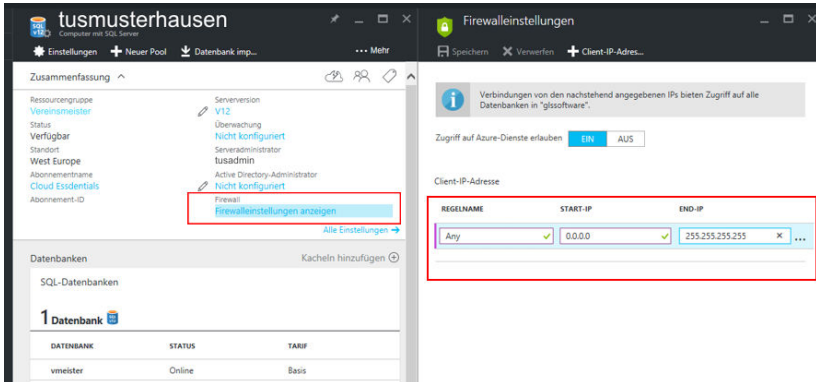 tusmusterhausen
Computer mit SQL Server
Einstellungen
Neuer Pool
Datenbank imp...
Mehr
Zusammenfassung
Ressourcengruppe
Vereinsmeister
Status
Verfügbar
Standort
West Europe
Abonnementname
Cloud Essdentials
Abonnement-ID
Serverversion
V12
Überwachung
Nicht konfiguriert
Serveradministrator
tusadmin
Active Directory-Administrator
Nicht konfiguriert
Firewall
Firewalleinstellungen anzeigen
Alle Einstellungen →
Datenbanken
Kacheln hinzufügen
SQL-Datenbanken
1 Datenbank
DATENBANK STATUS TARIF
vmeister Online Basis
Firewalleinstellungen
Speichern
Verwerfen
Client-IP-Adres...
Verbindungen von den nachstehend angegebenen IPs bieten Zugriff auf alle
Datenbanken in "glssoftware".
Zugriff auf Azure-Dienste erlauben EIN AUS
Client-IP-Adresse
REGELNAME START-IP END-IP
Any 0.0.0.0 255.255.255.255 ...